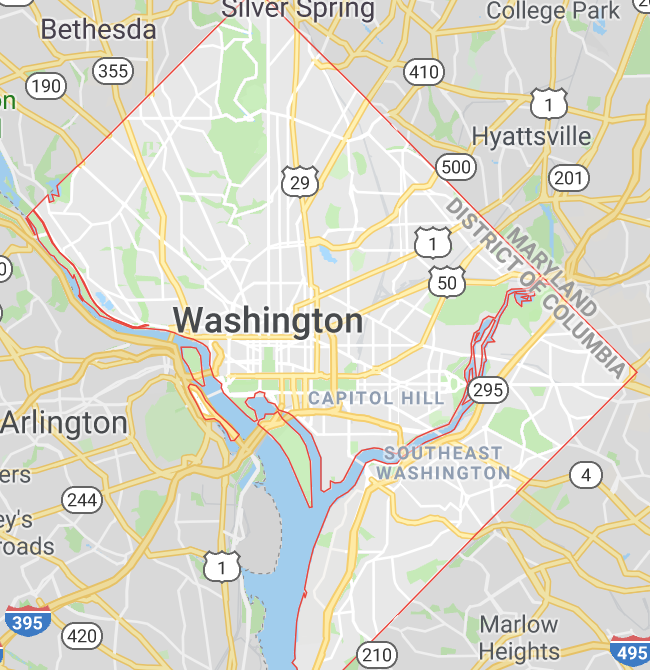 Silver Spring
College Park
Bethesda
355
410
190
1
Hyattsville
500
201
29
MARYLAND
DISTRICT OF COLUMBIA
1
50
Washington
295
CAPITOL HILL
Arlington
SOUTHEAST
WASHINGTON
4
ers
244
ey's
roads
1
395
420
Marlow
Heights
210
495